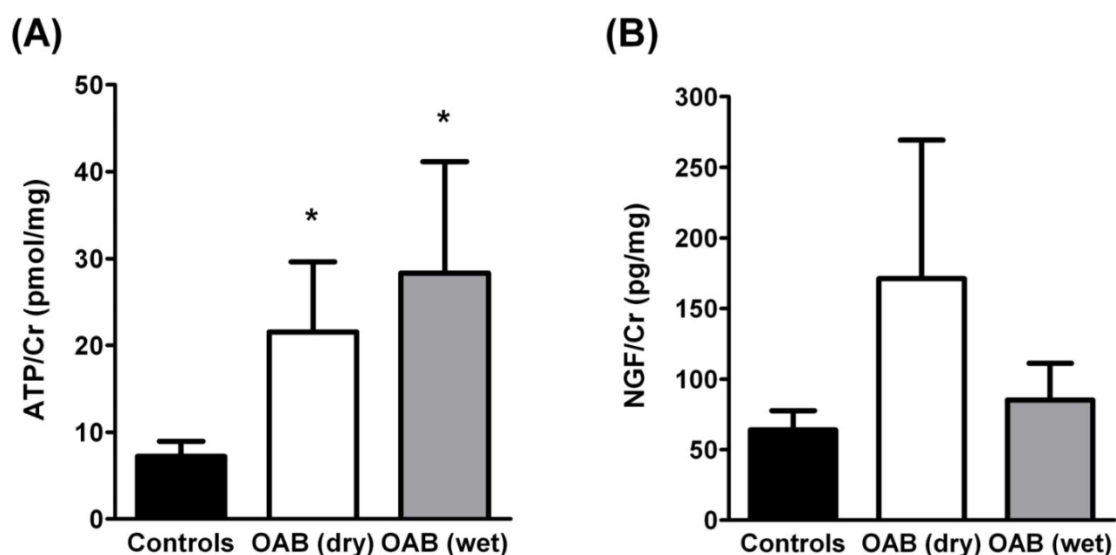 (A)
ATP/Cr (pmol/mg)
50
40
30
20
10
0
*
*
Controls OAB (dry) OAB (wet)
(B)
NGF/Cr (pg/mg)
300
250
200
150
100
50
0
Controls OAB (dry) OAB (wet)